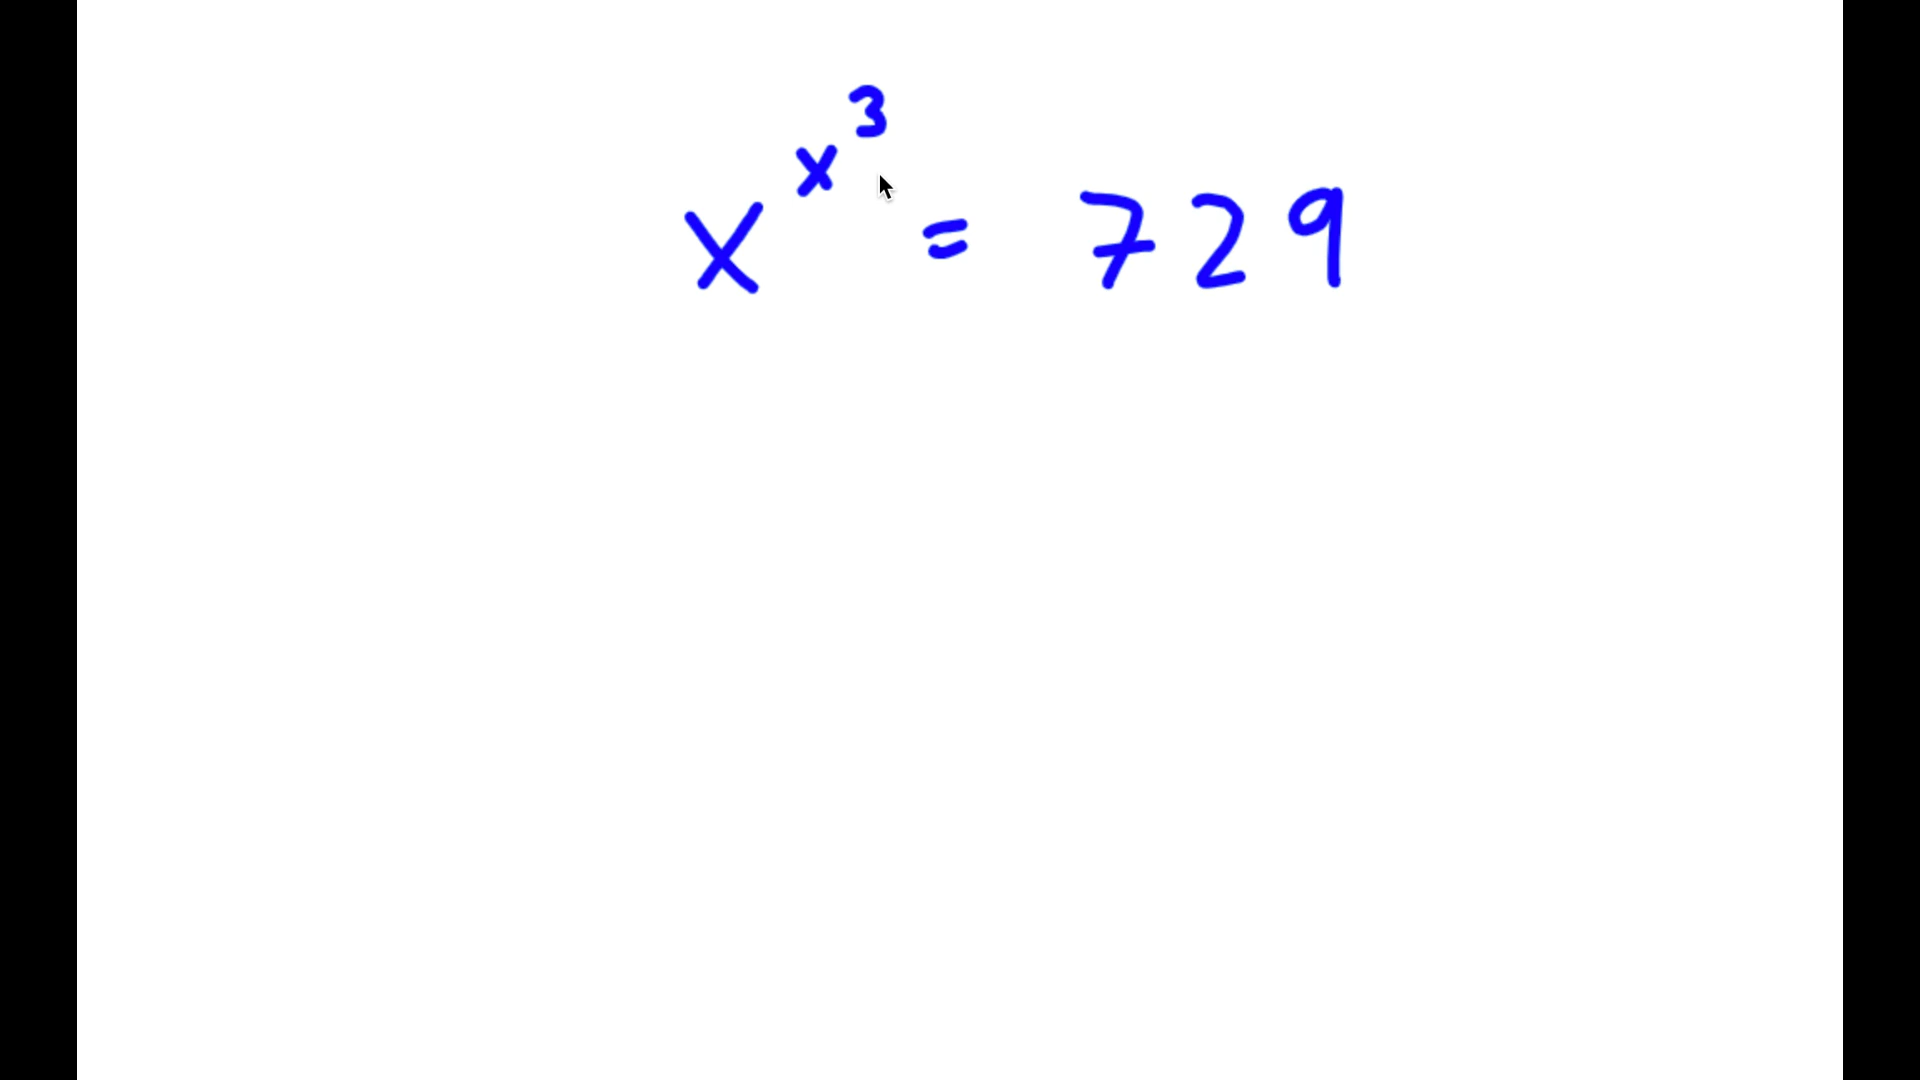 x^{x^3} = 729